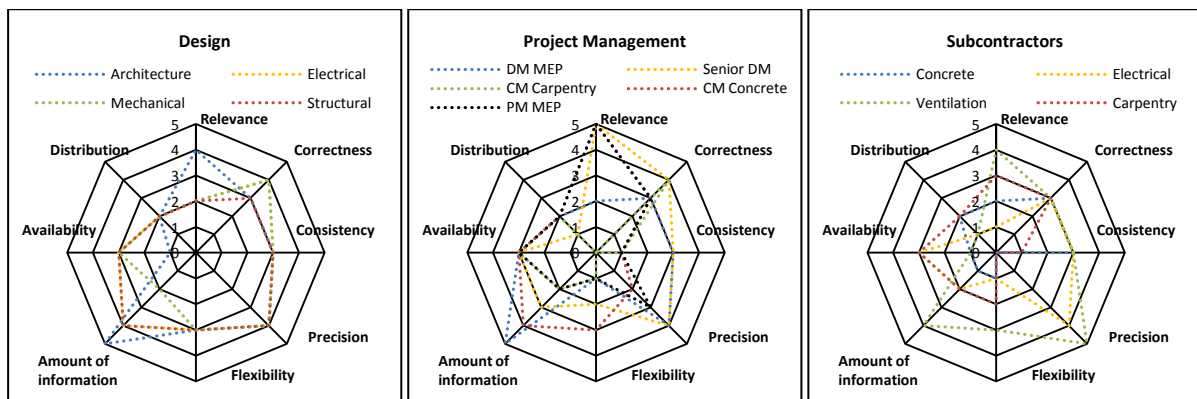 Design
Architecture
Electrical
Mechanical
Structural
Relevance
Correctness
Consistency
Precision
Flexibility
Amount of
information
Availability
Distribution
5
4
3
2
1
0
Project Management
DM MEP
Senior DM
CM Carpentry
CM Concrete
PM MEP
Relevance
Correctness
Consistency
Precision
Flexibility
Amount of
information
Availability
Distribution
5
4
3
2
1
0
Subcontractors
Concrete
Electrical
Ventilation
Carpentry
Relevance
Correctness
Consistency
Precision
Flexibility
Amount of
information
Availability
Distribution
5
4
3
2
1
0